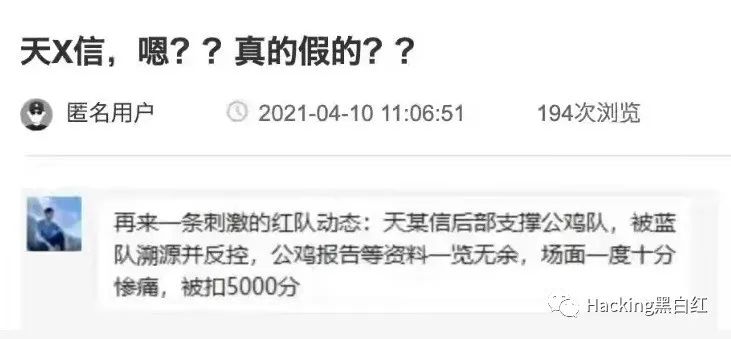 天X信，嗯？？真的假的？？
匿名用户 2021-04-10 11:06:51 194次浏览
再来一条刺激的红队动态：天某信后部支撑公鸡队，被蓝
队溯源并反控，公鸡报告等资料一览无余，场面一度十分
惨痛，被扣5000分
Hacking黑白红